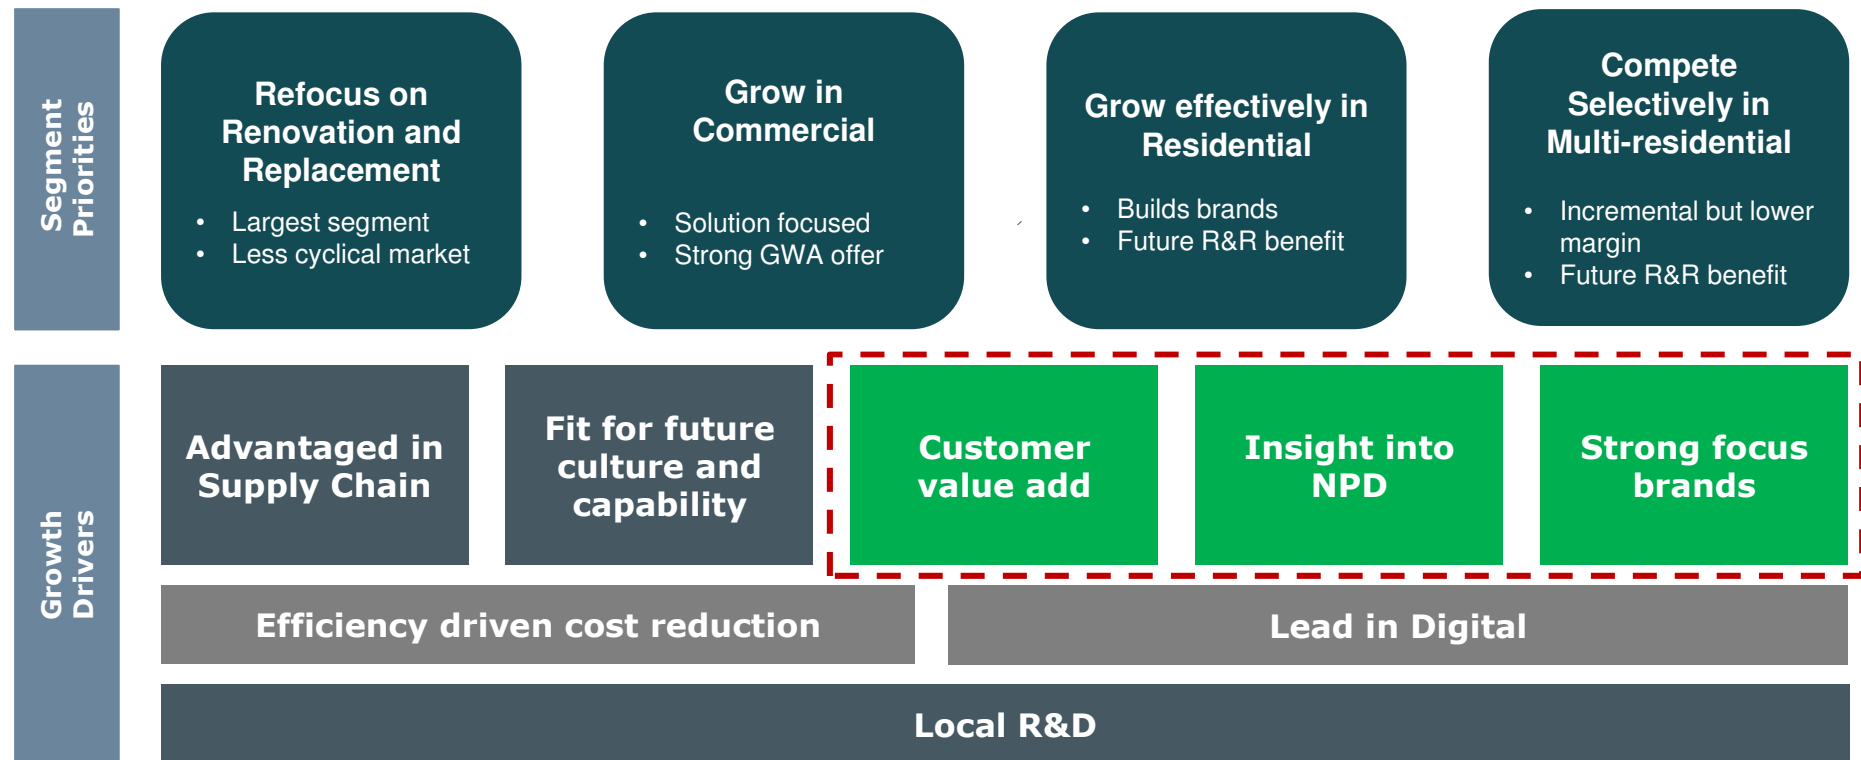 Segment
Priorities
Refocus on
Renovation and
Replacement
• Largest segment
• Less cyclical market
Grow in
Commercial
• Solution focused
• Strong GWA offer
Grow effectively in
Residential
• Builds brands
• Future R&R benefit
Compete
Selectively in
Multi-residential
• Incremental but lower
margin
• Future R&R benefit
Growth
Drivers
Advantaged in
Supply Chain
Fit for future
culture and
capability
Customer
value add
Insight into
NPD
Strong focus
brands
Efficiency driven cost reduction
Lead in Digital
Local R&D